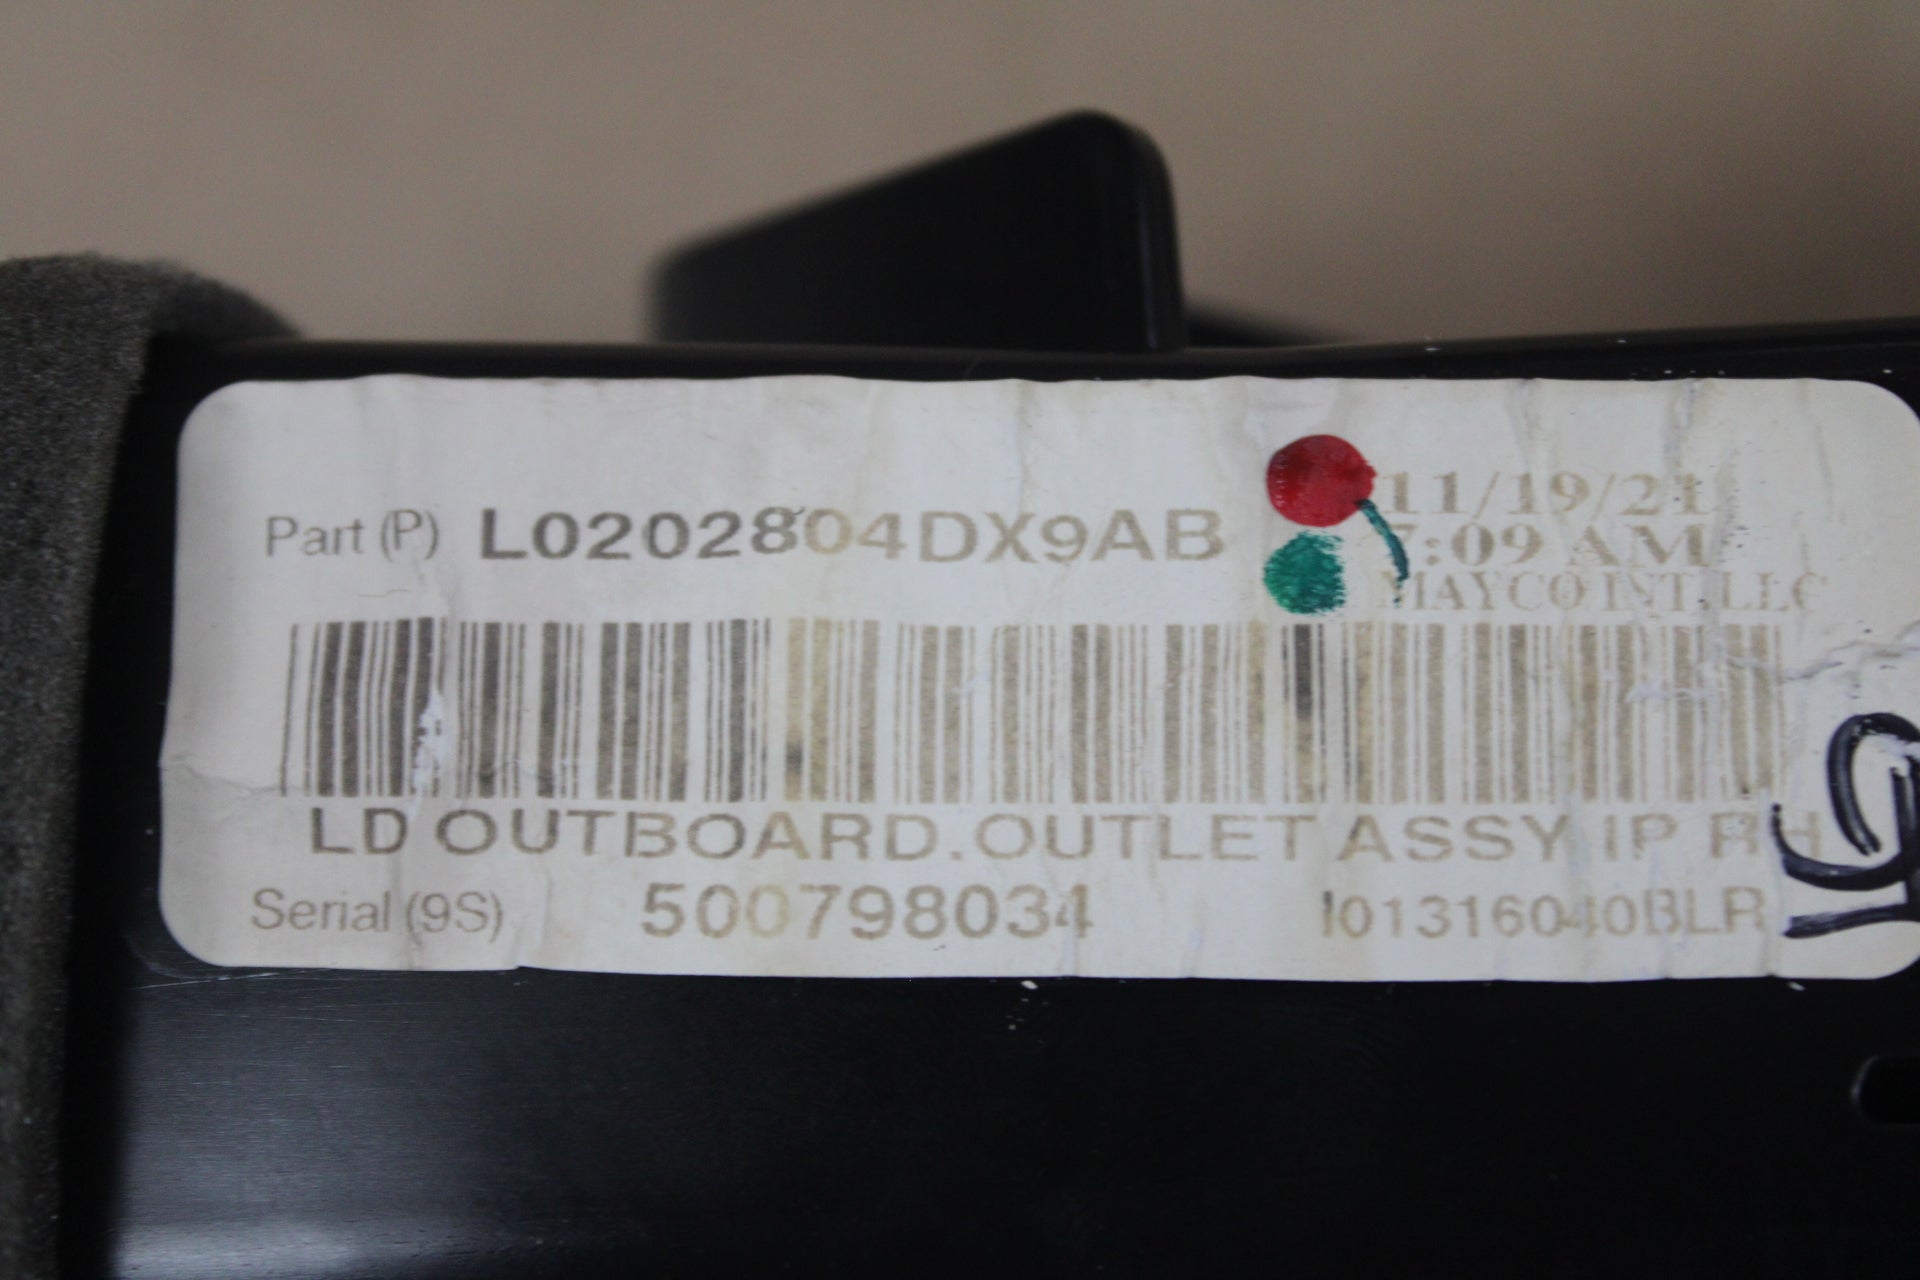 Part (P) L0202804DX9AB
11/19/21
7:09 AM
MAYCO INT. LLC
LD OUTBOARD.OUTLET ASSY IP RH
Serial (9S) 500798034 I01316040BLR